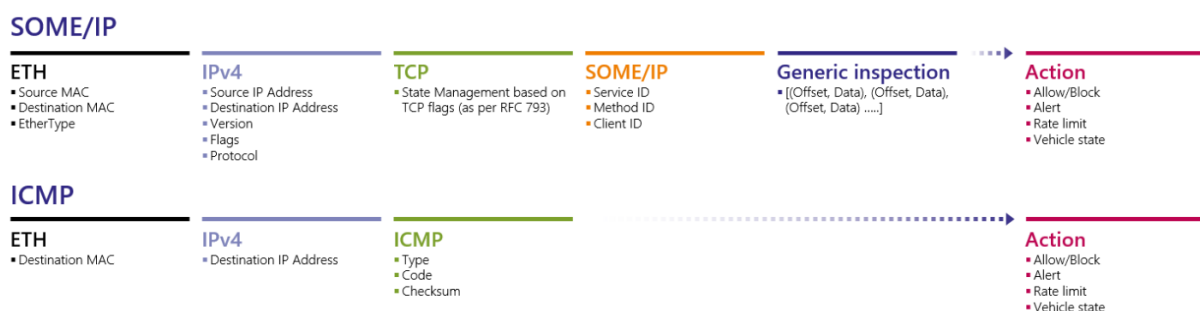 SOME/IP
ETH
▪ Source MAC
▪ Destination MAC
▪ EtherType
IPv4
▪ Source IP Address
▪ Destination IP Address
▪ Version
▪ Flags
▪ Protocol
TCP
▪ State Management based on
TCP flags (as per RFC 793)
SOME/IP
▪ Service ID
▪ Method ID
▪ Client ID
Generic inspection
▪ [(Offset, Data), (Offset, Data),
(Offset, Data) .....]
Action
▪ Allow/Block
▪ Alert
▪ Rate limit
▪ Vehicle state
ICMP
ETH
▪ Destination MAC
IPv4
▪ Destination IP Address
ICMP
▪ Type
▪ Code
▪ Checksum
Action
▪ Allow/Block
▪ Alert
▪ Rate limit
▪ Vehicle state